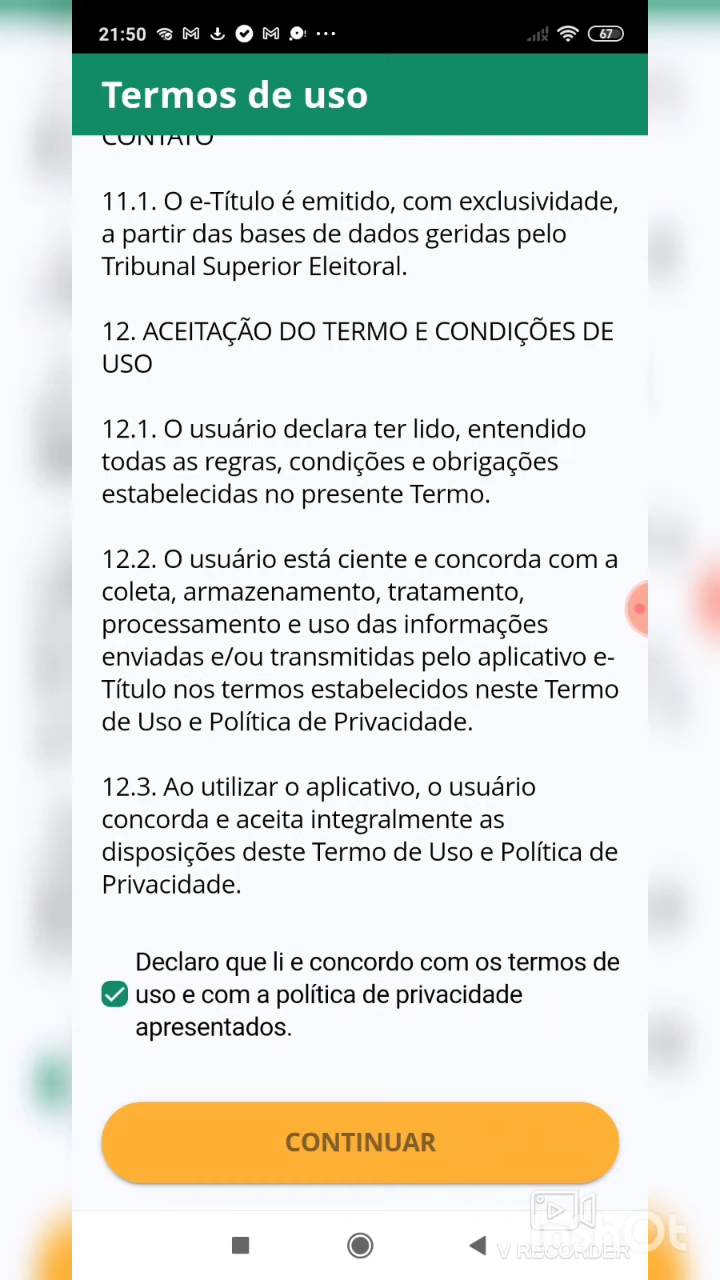 21:50
67
Termos de uso
CONTATO
11.1. O e-Título é emitido, com exclusividade,
a partir das bases de dados geridas pelo
Tribunal Superior Eleitoral.
12. ACEITAÇÃO DO TERMO E CONDIÇÕES DE
USO
12.1. O usuário declara ter lido, entendido
todas as regras, condições e obrigações
estabelecidas no presente Termo.
12.2. O usuário está ciente e concorda com a
coleta, armazenamento, tratamento,
processamento e uso das informações
enviadas e/ou transmitidas pelo aplicativo e-
Título nos termos estabelecidos neste Termo
de Uso e Política de Privacidade.
12.3. Ao utilizar o aplicativo, o usuário
concorda e aceita integralmente as
disposições deste Termo de Uso e Política de
Privacidade.
Declaro que li e concordo com os termos de
uso e com a política de privacidade
apresentados.
CONTINUAR
InShOt
V RECORDER